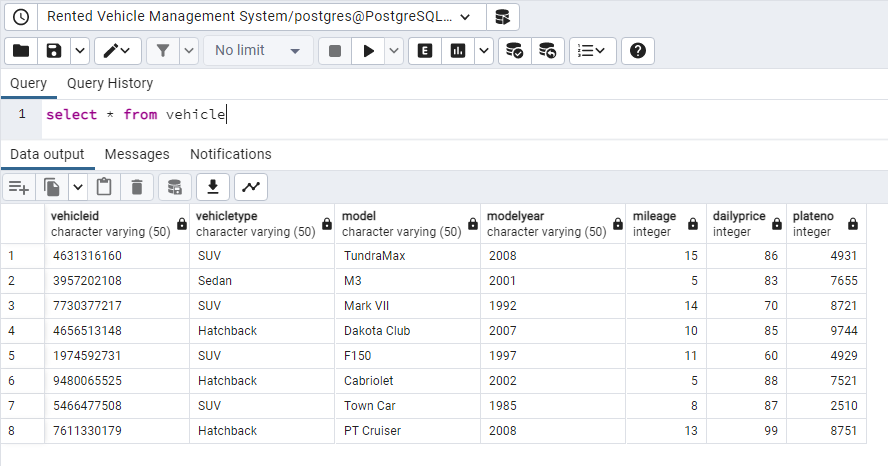 Rented Vehicle Management System/postgres@PostgreSQL...
No limit
E
Query Query History
1 select * from vehicle
Data output Messages Notifications
vehicleid vehicletype model modelyear mileage dailyprice plateno
character varying (50) character varying (50) character varying (50) character varying (50) integer integer integer
1 4631316160 SUV TundraMax 2008 15 86 4931
2 3957202108 Sedan M3 2001 5 83 7655
3 7730377217 SUV Mark VII 1992 14 70 8721
4 4656513148 Hatchback Dakota Club 2007 10 85 9744
5 1974592731 SUV F150 1997 11 60 4929
6 9480065525 Hatchback Cabriolet 2002 5 88 7521
7 5466477508 SUV Town Car 1985 8 87 2510
8 7611330179 Hatchback PT Cruiser 2008 13 99 8751